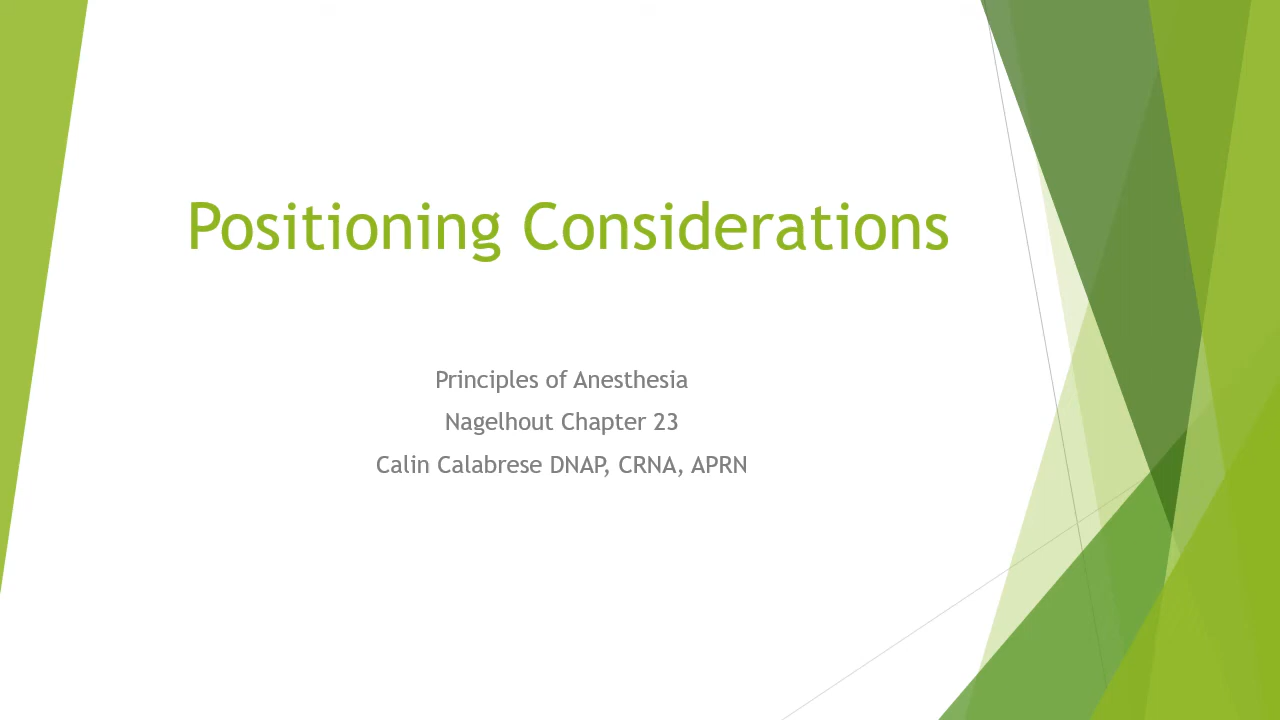 Positioning Considerations
Principles of Anesthesia
Nagelhout Chapter 23
Calin Calabrese DNAP, CRNA, APRN